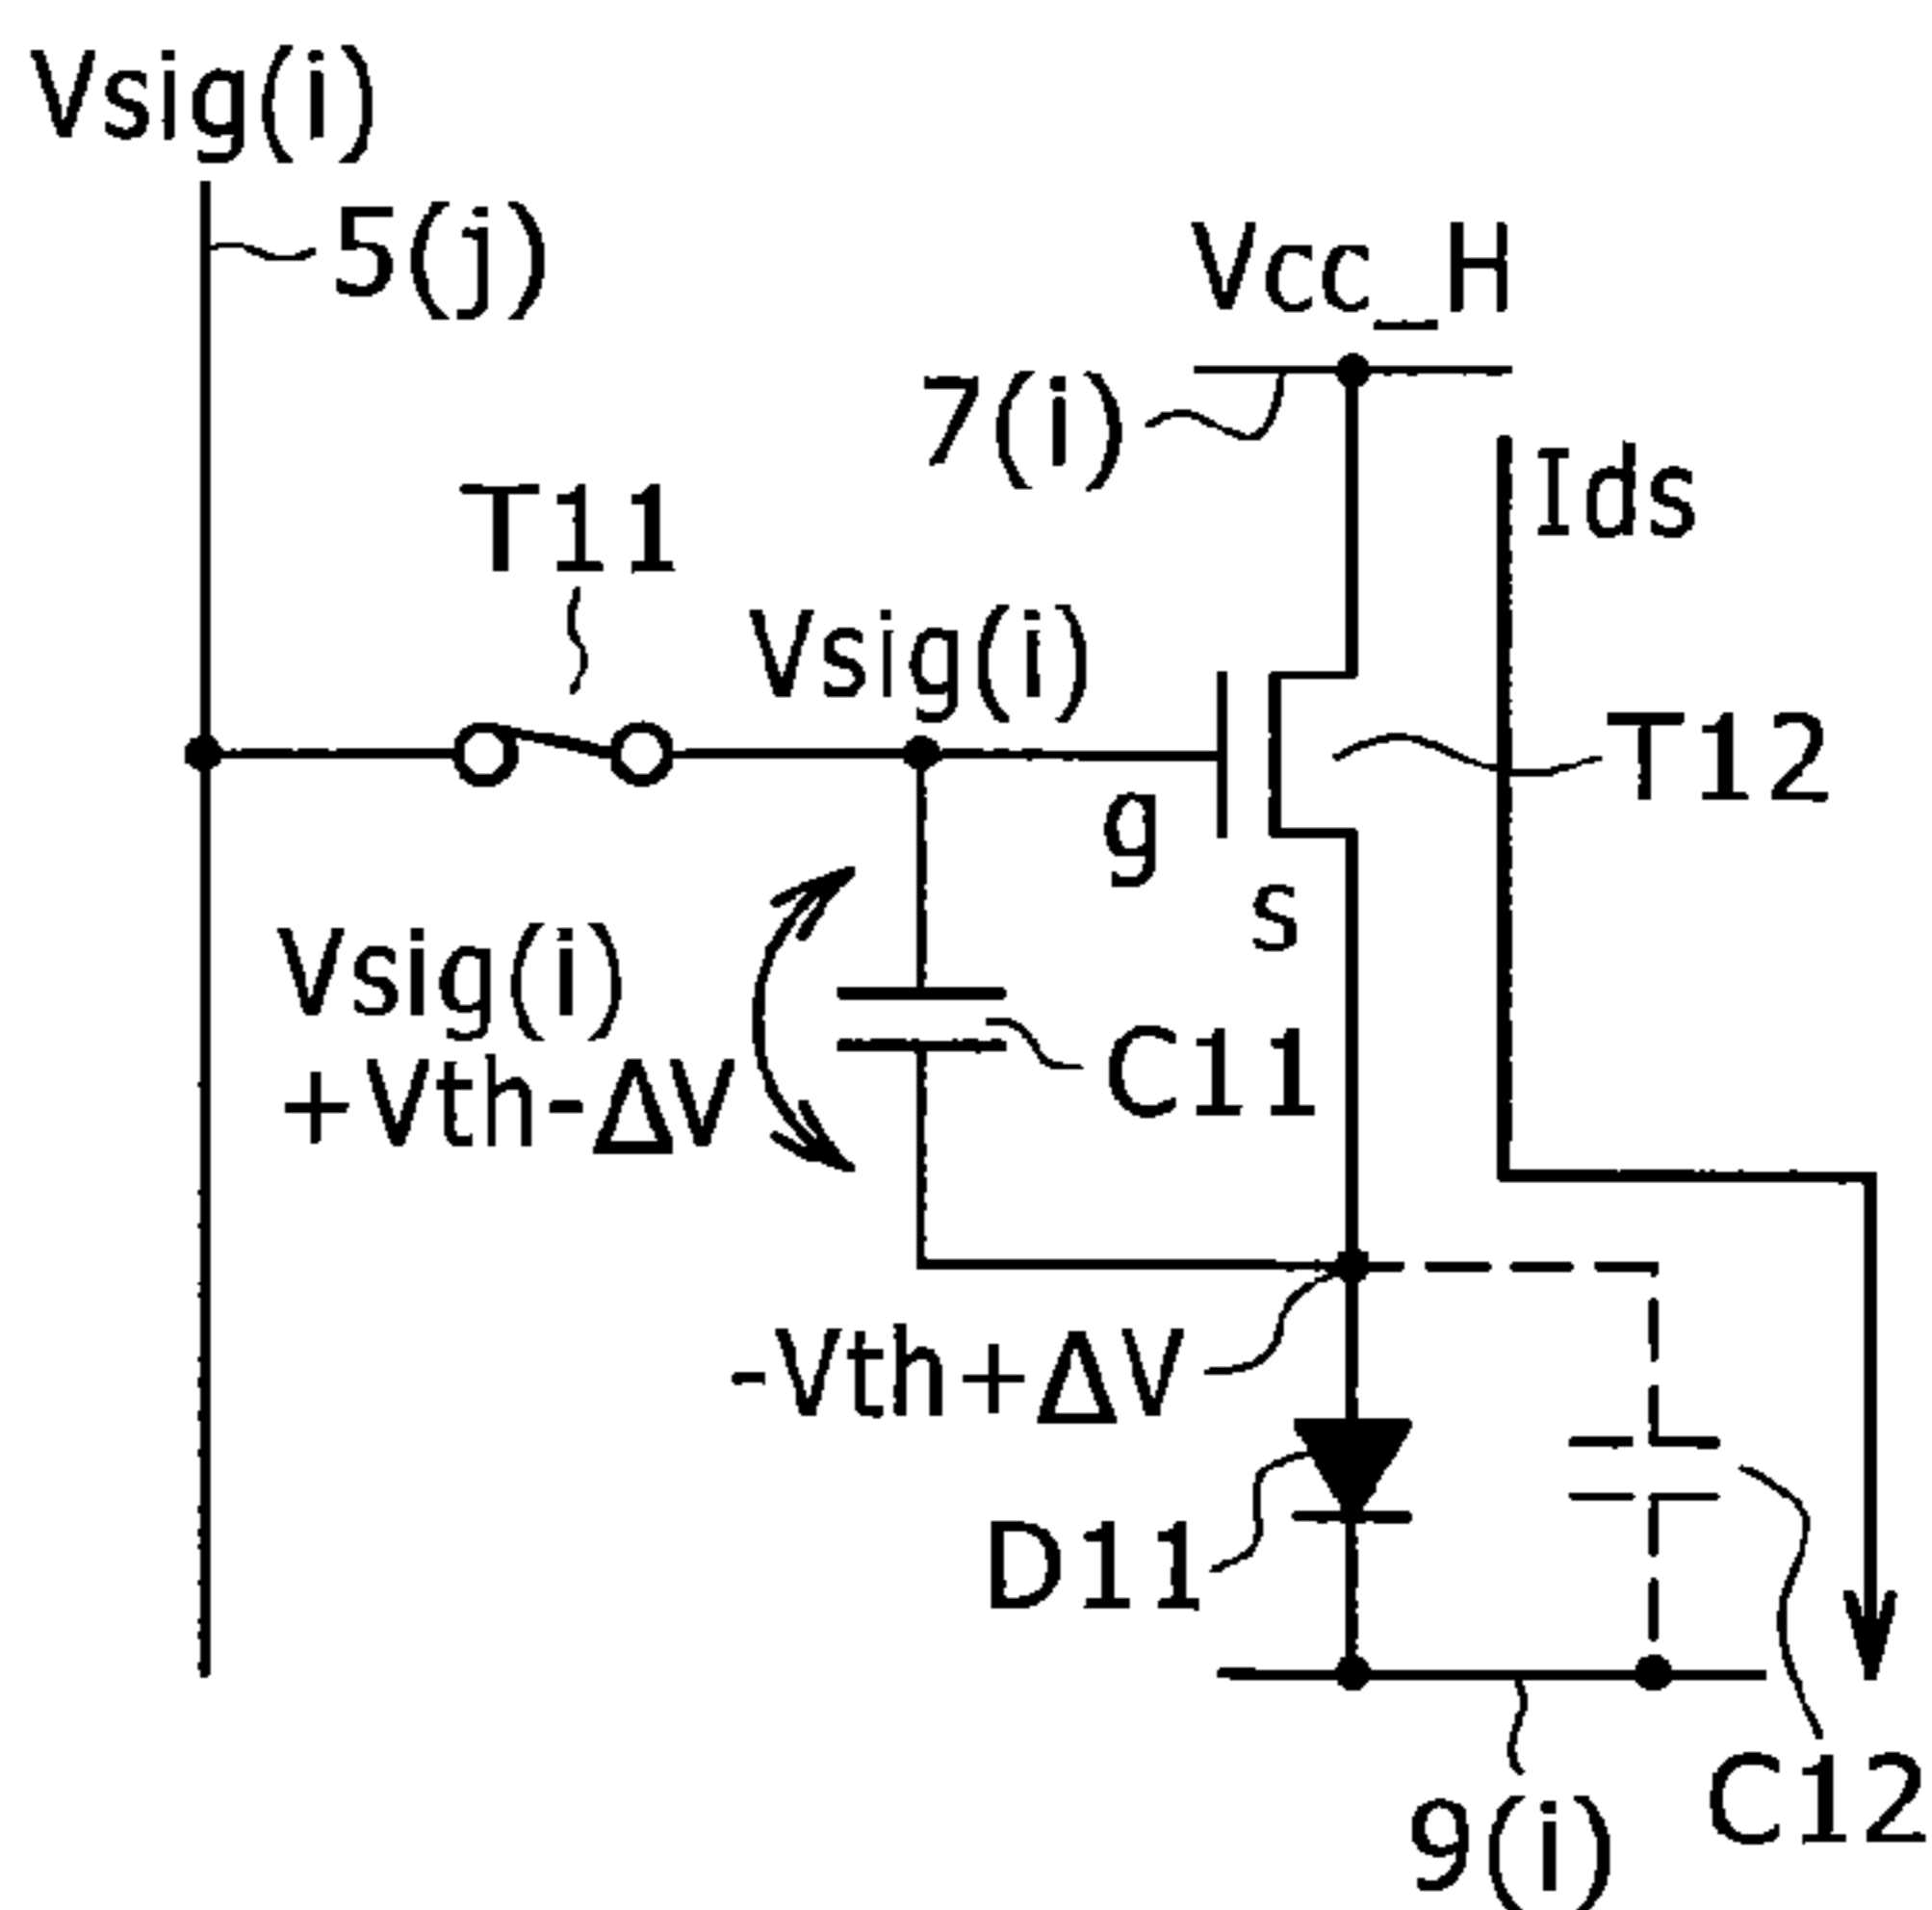 Vsig(i)
5(j)
Vcc_H
7(i)
Ids
T11
Vsig(i)
T12
g
s
Vsig(i)
+Vth-ΔV
C11
-Vth+ΔV
D11
C12
9(i)